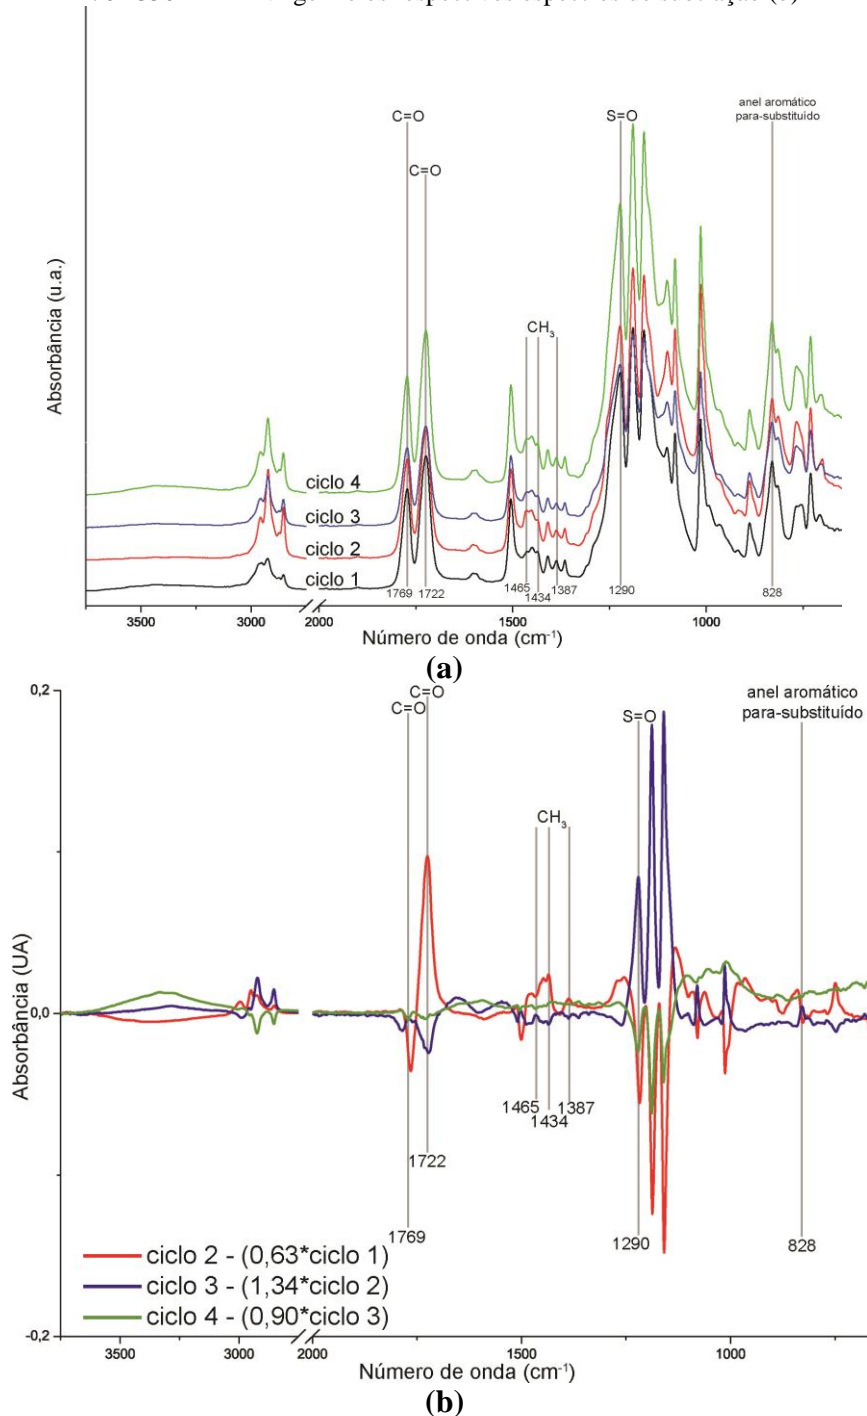 C=O
C=O
S=O
anel aromático
para-substituído
CH₃
Absorbância (u.a.)
ciclo 4
ciclo 3
ciclo 2
ciclo 1
1769
1722
1465
1434
1387
1290
828
3500
3000
2000
1500
1000
Número de onda (cm⁻¹)
(a)
0,2
C=O
C=O
S=O
anel aromático
para-substituído
CH₃
0,0
Absorbância (UA)
1465
1434
1387
1722
1769
1290
828
ciclo 2 - (0,63*ciclo 1)
ciclo 3 - (1,34*ciclo 2)
ciclo 4 - (0,90*ciclo 3)
-0,2
3500
3000
2000
1500
1000
Número de onda (cm⁻¹)
(b)